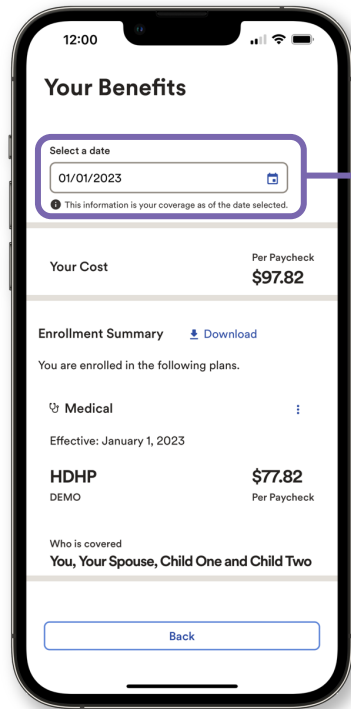 12:00
Your Benefits
Select a date
01/01/2023
This information is your coverage as of the date selected.
Your Cost
Per Paycheck
$97.82
Enrollment Summary Download
You are enrolled in the following plans.
Medical
Effective: January 1, 2023
HDHP $77.82
DEMO Per Paycheck
Who is covered
You, Your Spouse, Child One and Child Two
Back